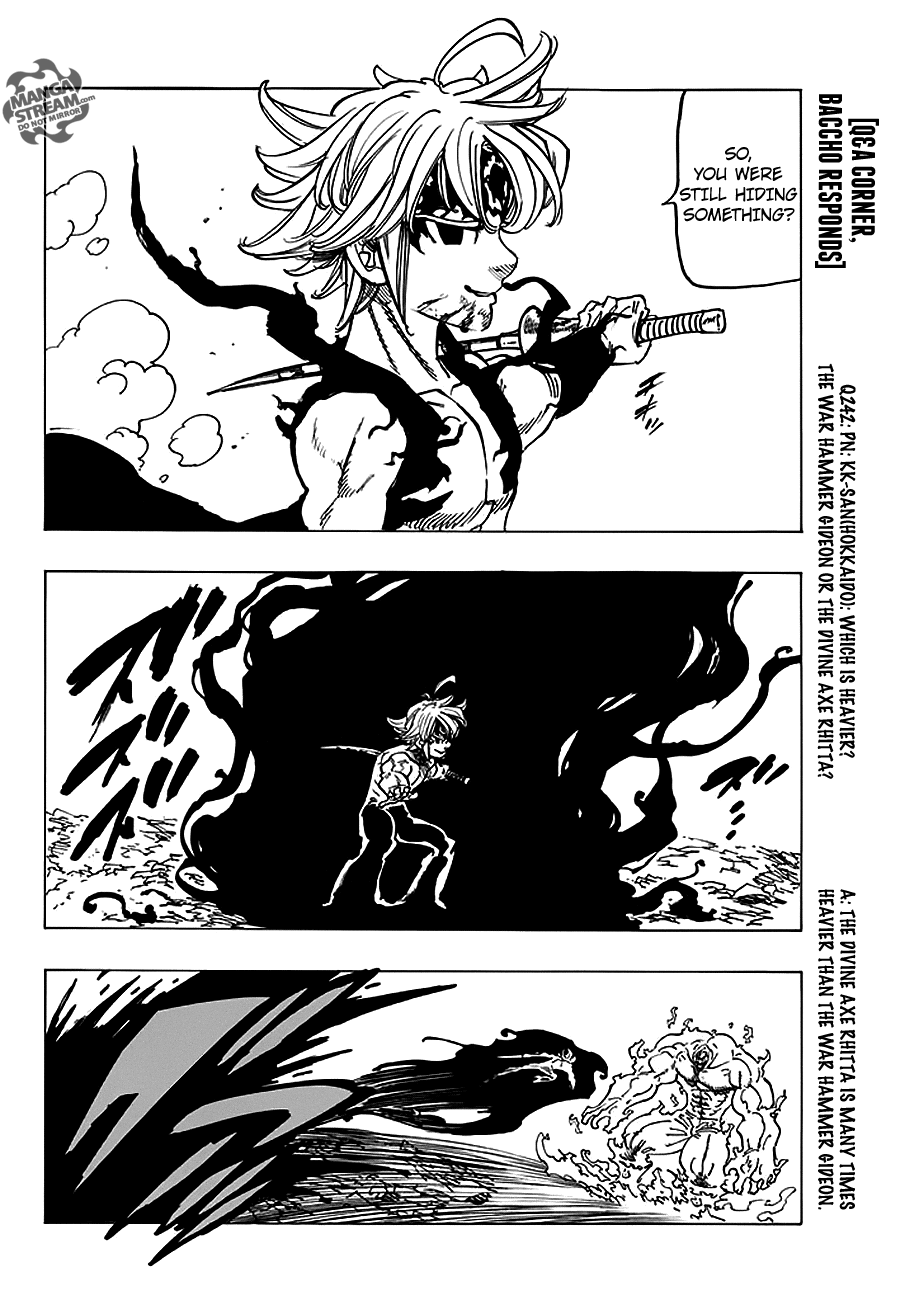 MANGA
STREAM.com
DO NOT MIRROR
SO,
YOU WERE
STILL HIDING
SOMETHING?
[Q&A CORNER,
BACCHO RESPONDS]
Q242: PN: KK-SAN(HOKKAIDO): WHICH IS HEAVIER?
THE WAR HAMMER GIDEON OR THE DIVINE AXE RHITTA?
A: THE DIVINE AXE RHITTA IS MANY TIMES
HEAVIER THAN THE WAR HAMMER GIDEON.